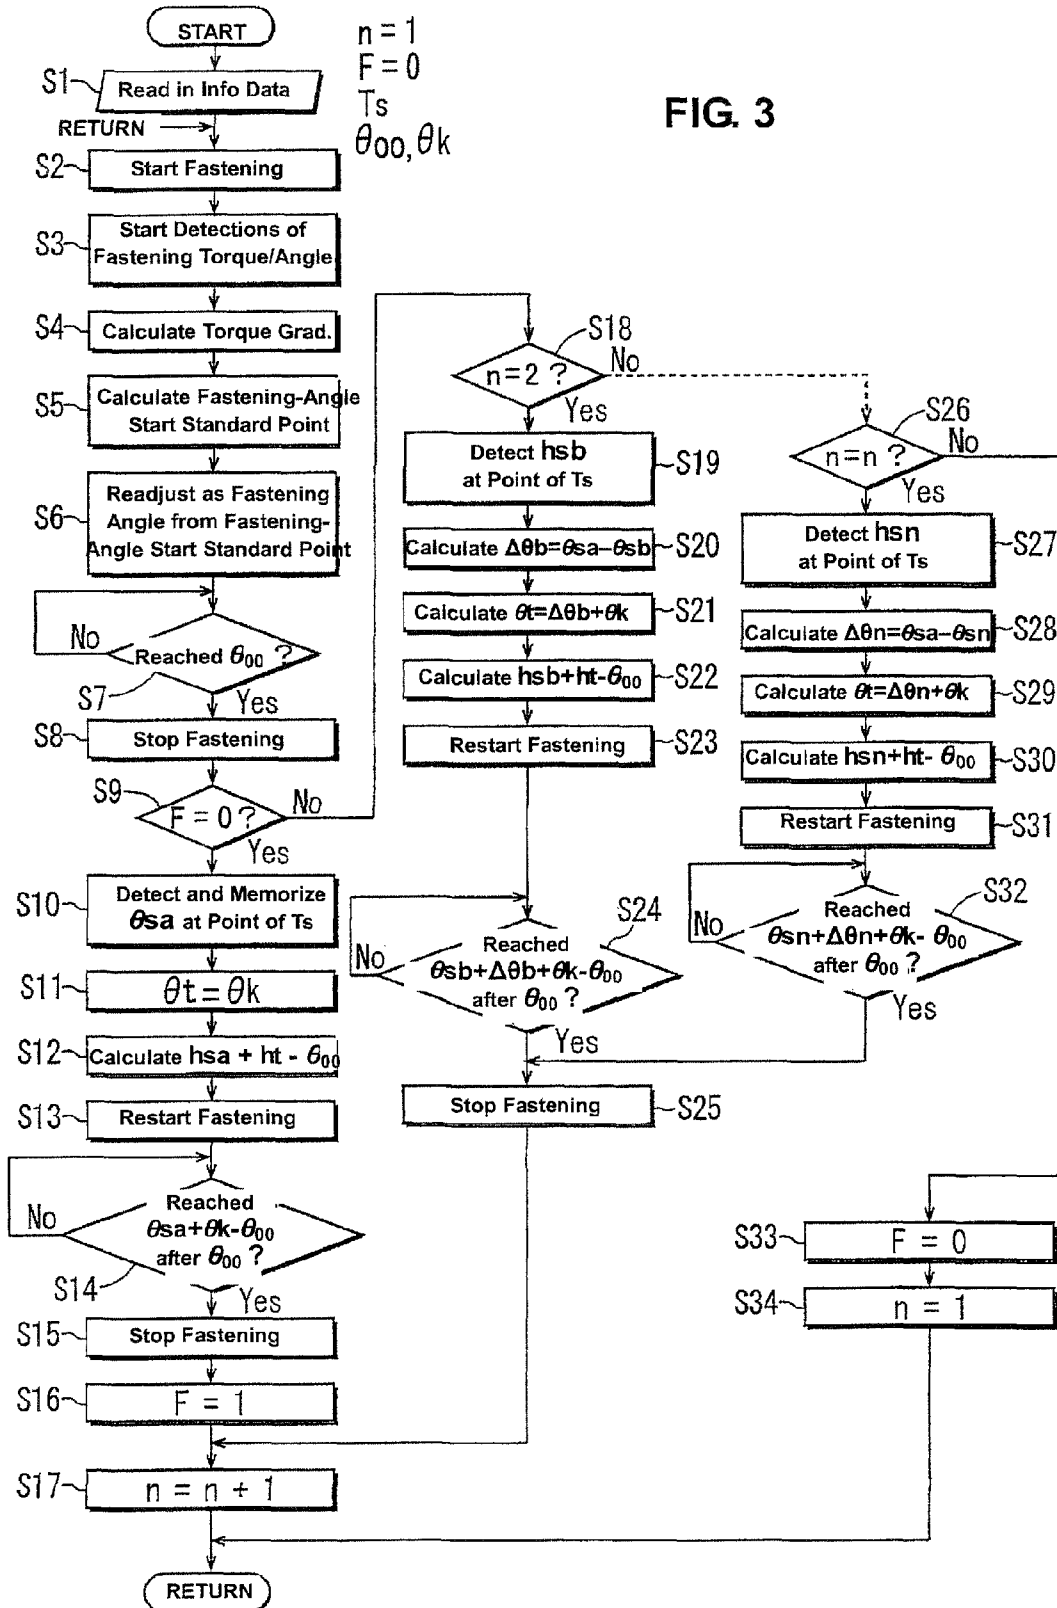 START
n = 1
F = 0
Ts
θ00, θk
FIG. 3
S1
Read in Info Data
RETURN
S2
Start Fastening
S3
Start Detections of
Fastening Torque/Angle
S4
Calculate Torque Grad.
S5
Calculate Fastening-Angle
Start Standard Point
S6
Readjust as Fastening
Angle from Fastening-
Angle Start Standard Point
No
Reached θ00 ?
S7
Yes
S8
Stop Fastening
S9
F = 0 ?
No
Yes
S10
Detect and Memorize
θsa at Point of Ts
S11
θt = θk
S12
Calculate hsa + ht - θ00
S13
Restart Fastening
No
Reached
θsa+θk-θ00
after θ00 ?
S14
Yes
S15
Stop Fastening
S16
F = 1
S17
n = n + 1
RETURN
S18
n=2 ?
No
Yes
Detect hsb
at Point of Ts
S19
Calculate Δθb=θsa-θsb
S20
Calculate θt=Δθb+θk
S21
Calculate hsb+ht-θ00
S22
Restart Fastening
S23
S24
No
Reached
θsb+Δθb+θk-θ00
after θ00 ?
Yes
Stop Fastening
S25
S26
n=n ?
No
Yes
Detect hsn
at Point of Ts
S27
Calculate Δθn=θsa-θsn
S28
Calculate θt=Δθn+θk
S29
Calculate hsn+ht- θ00
S30
Restart Fastening
S31
S32
No
Reached
θsn+Δθn+θk- θ00
after θ00 ?
Yes
S33
F = 0
S34
n = 1